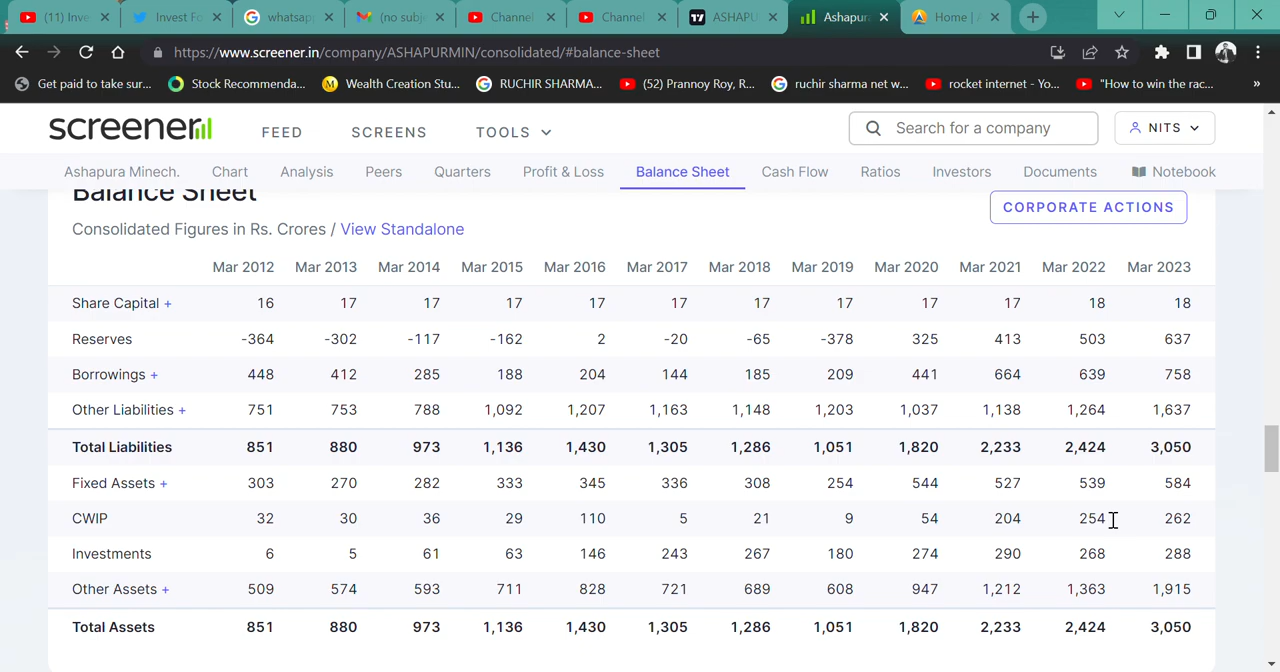 (11) Inve
Invest Fo
whatsap
(no subj
Channel
Channel
ASHAPU
Ashapur
Home | A
https://www.screener.in/company/ASHAPURMIN/consolidated/#balance-sheet
Get paid to take sur... Stock Recommenda... Wealth Creation Stu... RUCHIR SHARMA... (52) Prannoy Roy, R... ruchir sharma net w... rocket internet - Yo... "How to win the rac... »
screener FEED SCREENS TOOLS Search for a company NITS
Ashapura Minech. Chart Analysis Peers Quarters Profit & Loss Balance Sheet Cash Flow Ratios Investors Documents Notebook
Balance Sheet
CORPORATE ACTIONS
Consolidated Figures in Rs. Crores / View Standalone
Mar 2012 Mar 2013 Mar 2014 Mar 2015 Mar 2016 Mar 2017 Mar 2018 Mar 2019 Mar 2020 Mar 2021 Mar 2022 Mar 2023
Share Capital + 16 17 17 17 17 17 17 17 17 17 18 18
Reserves -364 -302 -117 -162 2 -20 -65 -378 325 413 503 637
Borrowings + 448 412 285 188 204 144 185 209 441 664 639 758
Other Liabilities + 751 753 788 1,092 1,207 1,163 1,148 1,203 1,037 1,138 1,264 1,637
Total Liabilities 851 880 973 1,136 1,430 1,305 1,286 1,051 1,820 2,233 2,424 3,050
Fixed Assets + 303 270 282 333 345 336 308 254 544 527 539 584
CWIP 32 30 36 29 110 5 21 9 54 204 254 262
Investments 6 5 61 63 146 243 267 180 274 290 268 288
Other Assets + 509 574 593 711 828 721 689 608 947 1,212 1,363 1,915
Total Assets 851 880 973 1,136 1,430 1,305 1,286 1,051 1,820 2,233 2,424 3,050